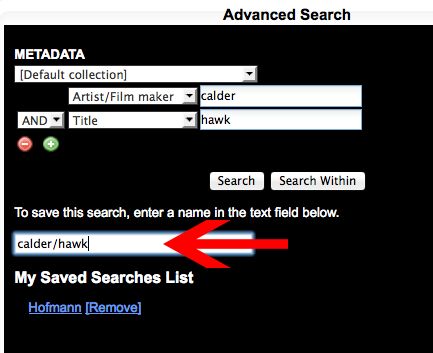 Advanced Search
METADATA
[Default collection]
Artist/Film maker calder
AND Title hawk
Search Search Within
To save this search, enter a name in the text field below.
calder/hawk
My Saved Searches List
Hofmann [Remove]